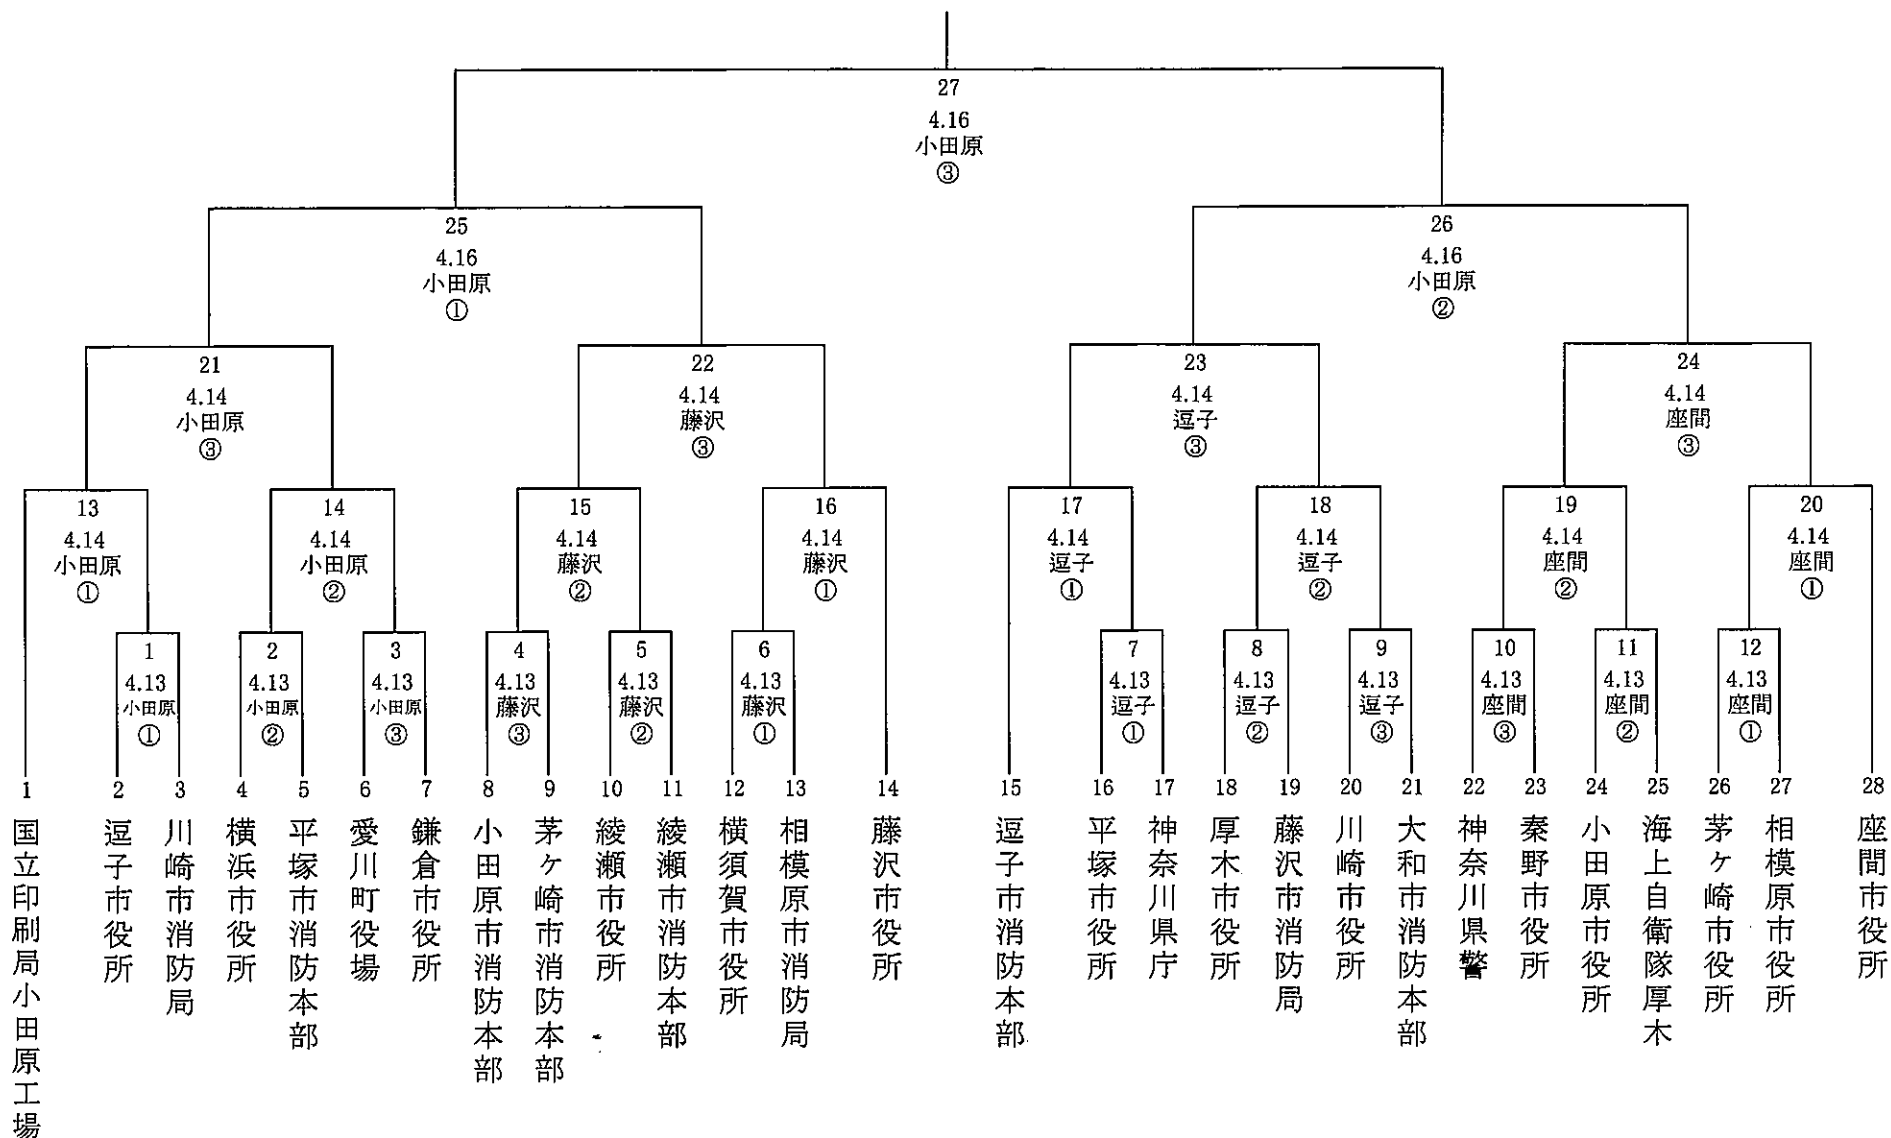 27
4.16
小田原
③
25
4.16
小田原
①
26
4.16
小田原
②
21
4.14
小田原
③
22
4.14
藤沢
③
23
4.14
逗子
③
24
4.14
座間
③
13
4.14
小田原
①
14
4.14
小田原
②
15
4.14
藤沢
②
16
4.14
藤沢
①
17
4.14
逗子
①
18
4.14
逗子
②
19
4.14
座間
②
20
4.14
座間
①
1
4.13
小田原
①
2
4.13
小田原
②
3
4.13
小田原
③
4
4.13
藤沢
③
5
4.13
藤沢
②
6
4.13
藤沢
①
7
4.13
逗子
①
8
4.13
逗子
②
9
4.13
逗子
③
10
4.13
座間
③
11
4.13
座間
②
12
4.13
座間
①
1
国立印刷局小田原工場
2
逗子市役所
3
川崎市消防局
4
横浜市役所
5
平塚市消防本部
6
愛川町役場
7
鎌倉市役所
8
小田原市消防本部
9
茅ヶ崎市消防本部
10
綾瀬市役所
11
綾瀬市消防本部
12
横須賀市役所
13
相模原市消防局
14
藤沢市役所
15
逗子市消防本部
16
平塚市役所
17
神奈川県庁
18
厚木市役所
19
藤沢市消防局
20
川崎市役所
21
大和市消防本部
22
神奈川県警
23
秦野市役所
24
小田原市役所
25
海上自衛隊厚木
26
茅ヶ崎市役所
27
相模原市役所
28
座間市役所